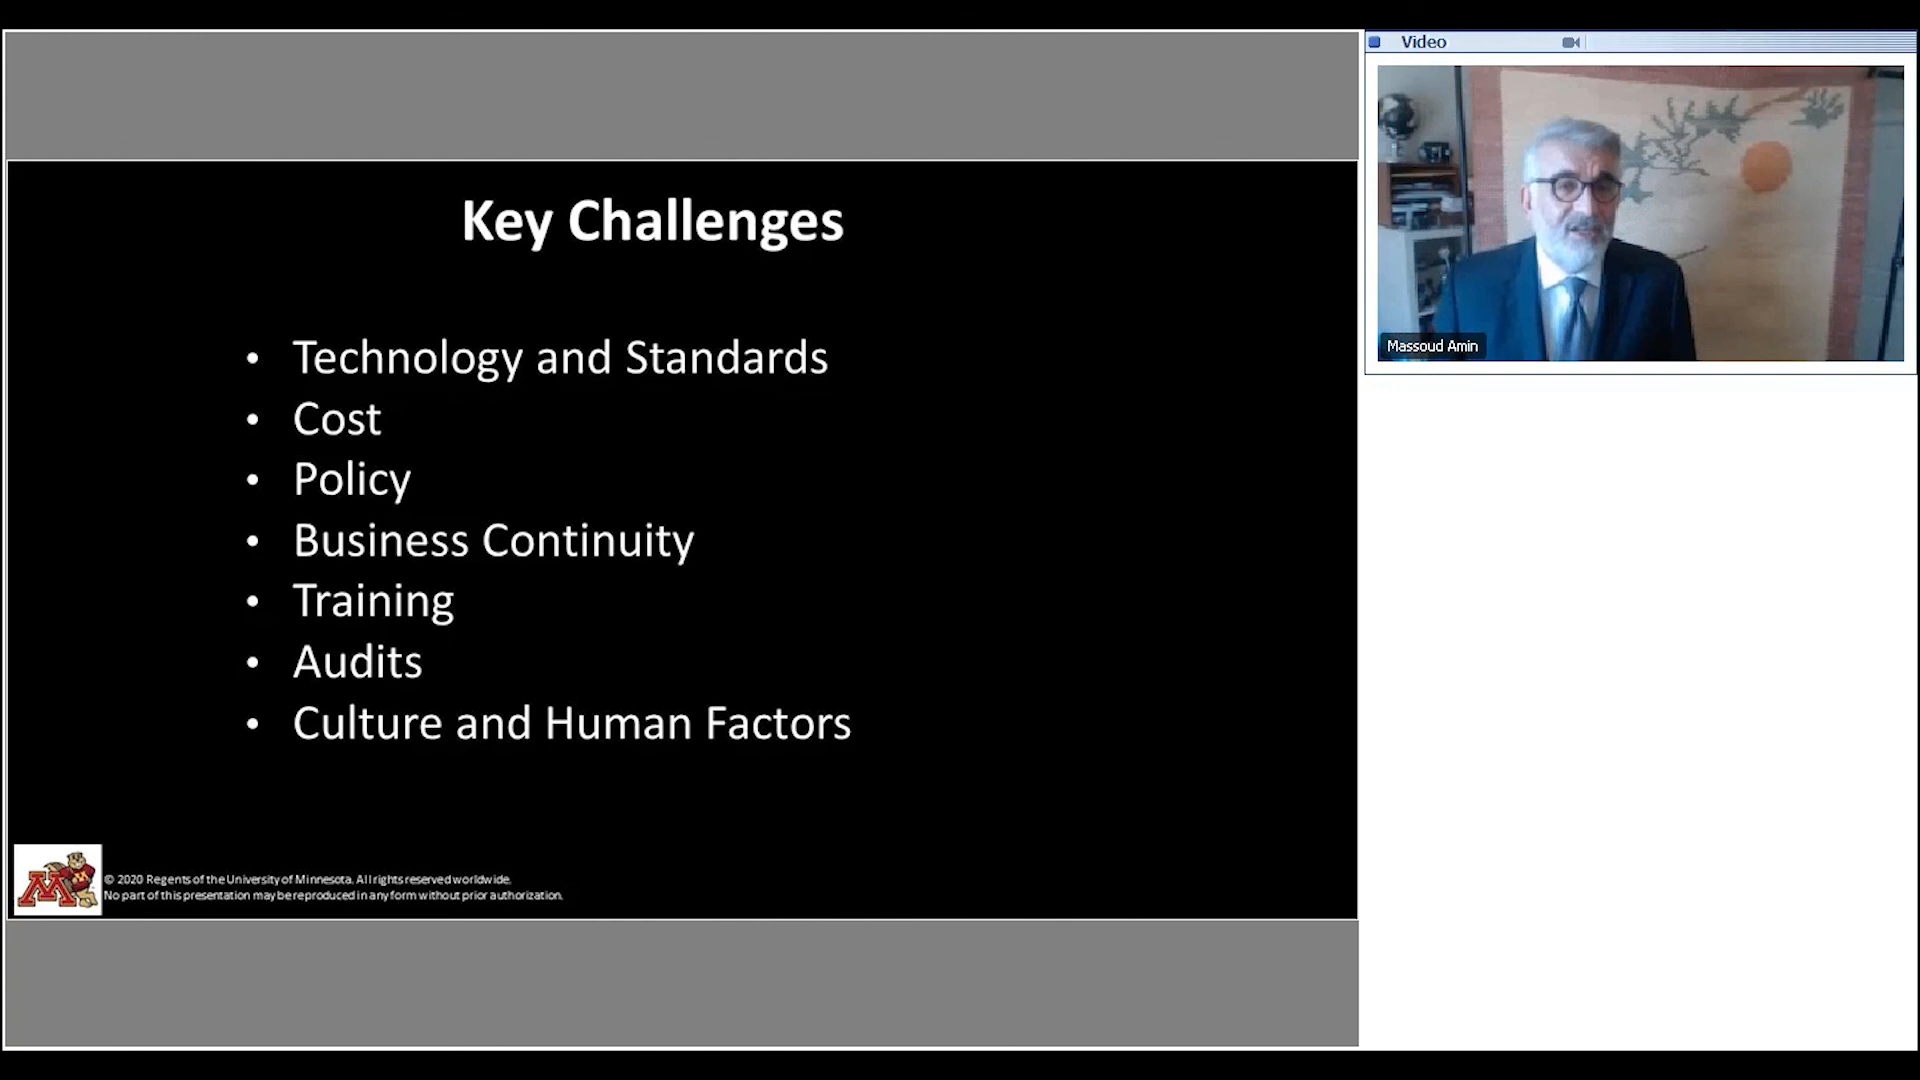 Key Challenges
• Technology and Standards
• Cost
• Policy
• Business Continuity
• Training
• Audits
• Culture and Human Factors
M
© 2020 Regents of the University of Minnesota. All rights reserved worldwide.
No part of this presentation may be reproduced in any form without prior authorization.
Video
Massoud Amin